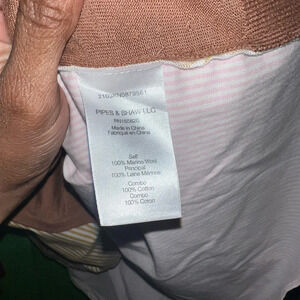 PIPES & SHAW LLC
Made in China
Fabriqué en China
Self
100% Merino Wool
Principal
100% Laine Mérinos
Combo
100% Cotton
Combo
100% Coton